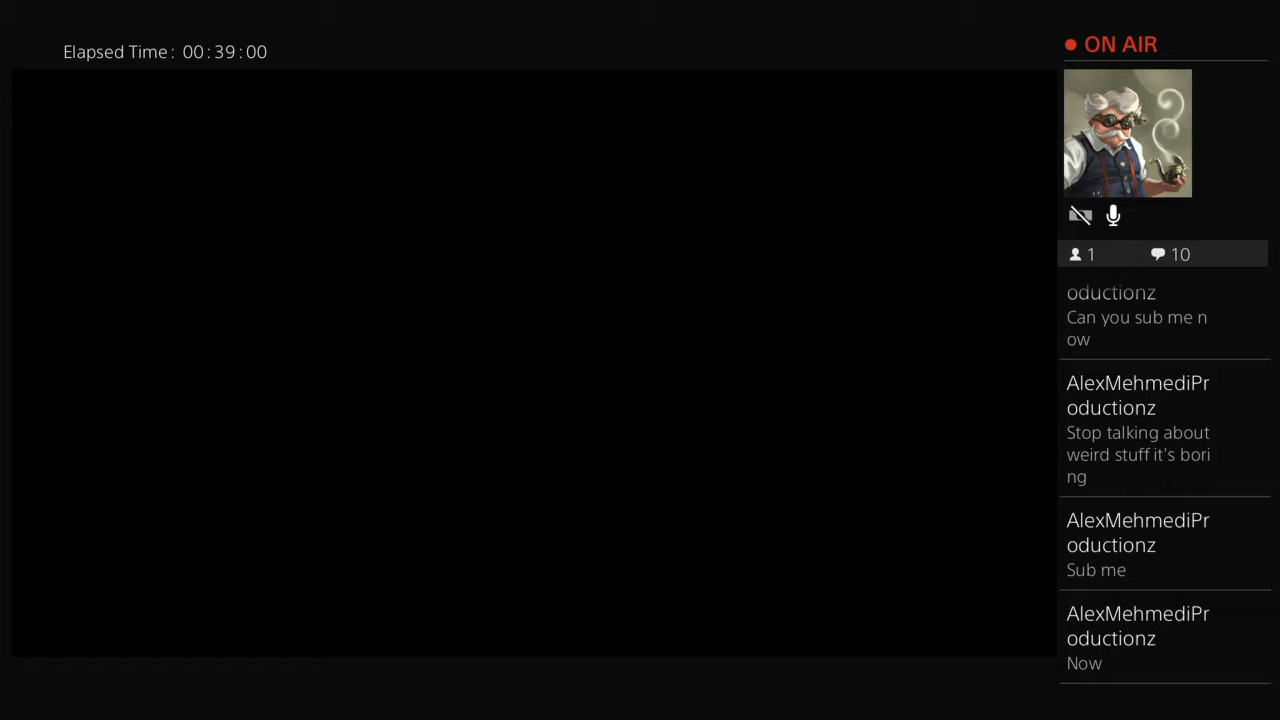 Elapsed Time: 00:39:00
ON AIR
1 10
oductionz
Can you sub me n
ow
AlexMehmediPr
oductionz
Stop talking about
weird stuff it's bori
ng
AlexMehmediPr
oductionz
Sub me
AlexMehmediPr
oductionz
Now